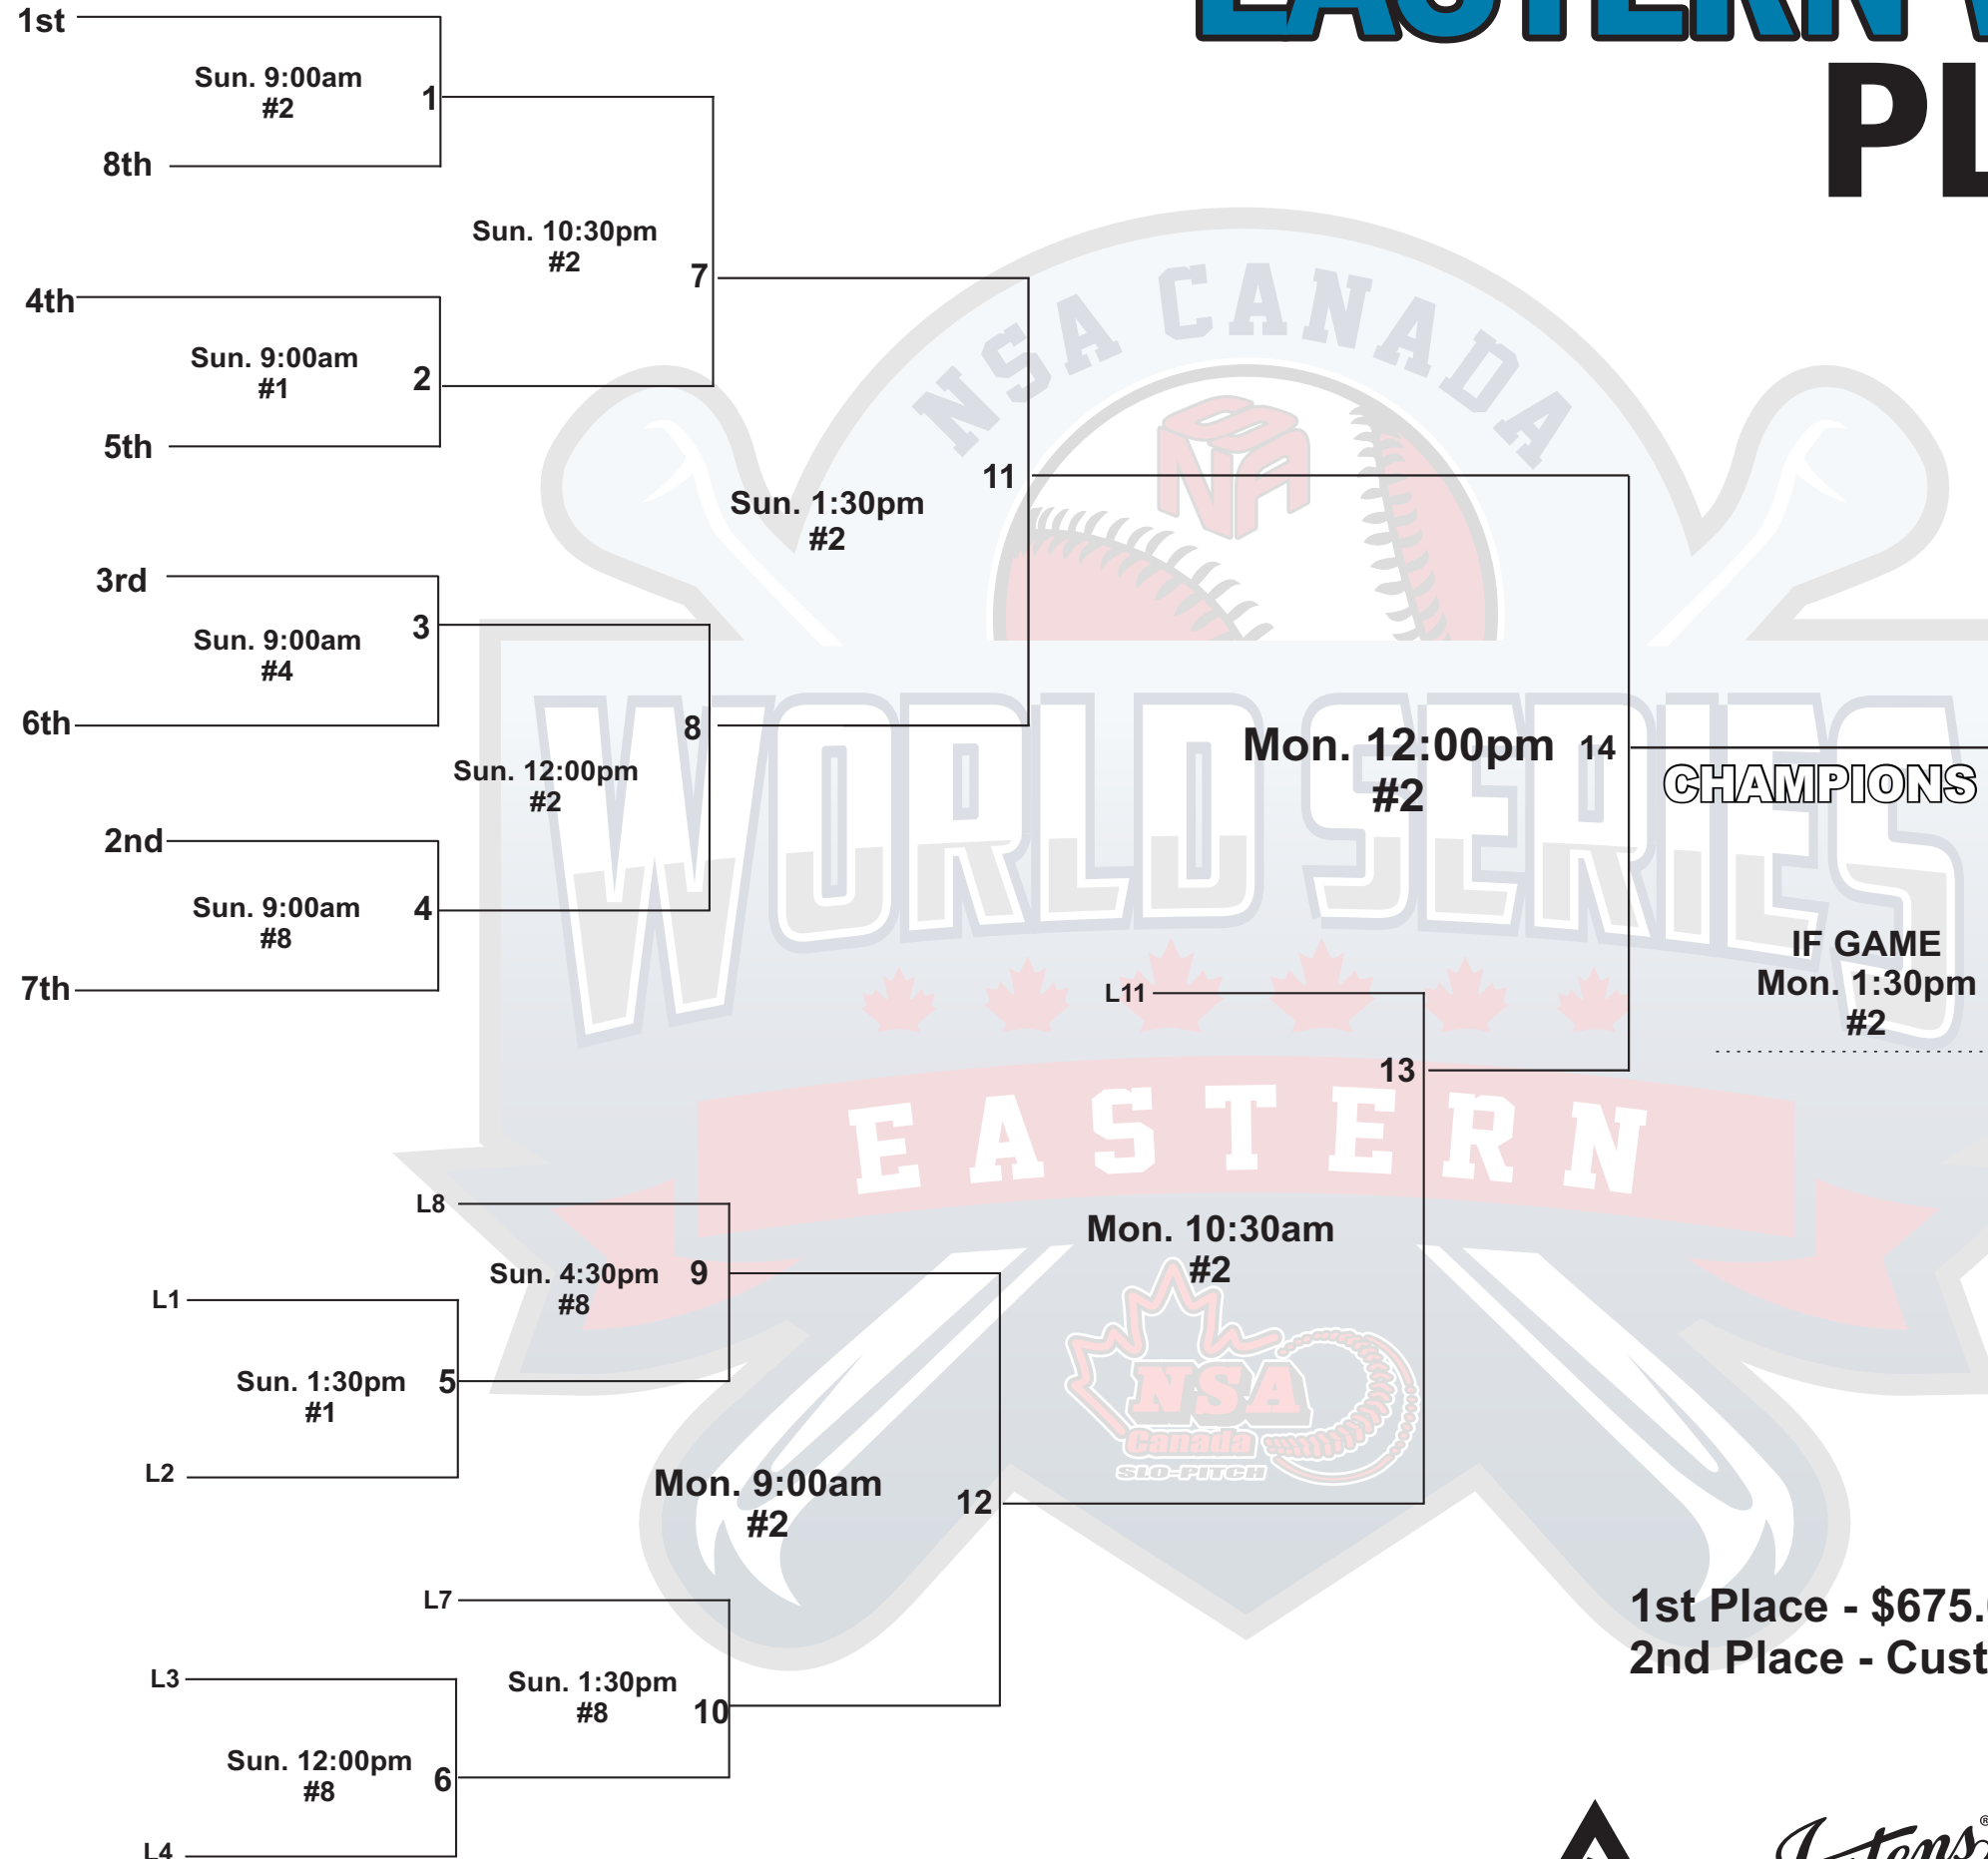 EASTERN
PL
1st
Sun. 9:00am
#2
1
8th
Sun. 10:30pm
#2
7
4th
Sun. 9:00am
#1
2
5th
NSA CANADA
NSA
11
Sun. 1:30pm
#2
3rd
Sun. 9:00am
#4
3
6th
8
Sun. 12:00pm
#2
2nd
Sun. 9:00am
#8
4
7th
WORLD SERIES
Mon. 12:00pm
#2
14
CHAMPIONS
IF GAME
Mon. 1:30pm
#2
L11
13
EASTERN
Mon. 10:30am
#2
L8
Sun. 4:30pm
#8
9
L1
Sun. 1:30pm
#1
5
L2
NSA
Canada
SLO-PITCH
Mon. 9:00am
#2
12
L7
Sun. 1:30pm
#8
10
L3
Sun. 12:00pm
#8
6
L4
1st Place - $675.
2nd Place - Cust